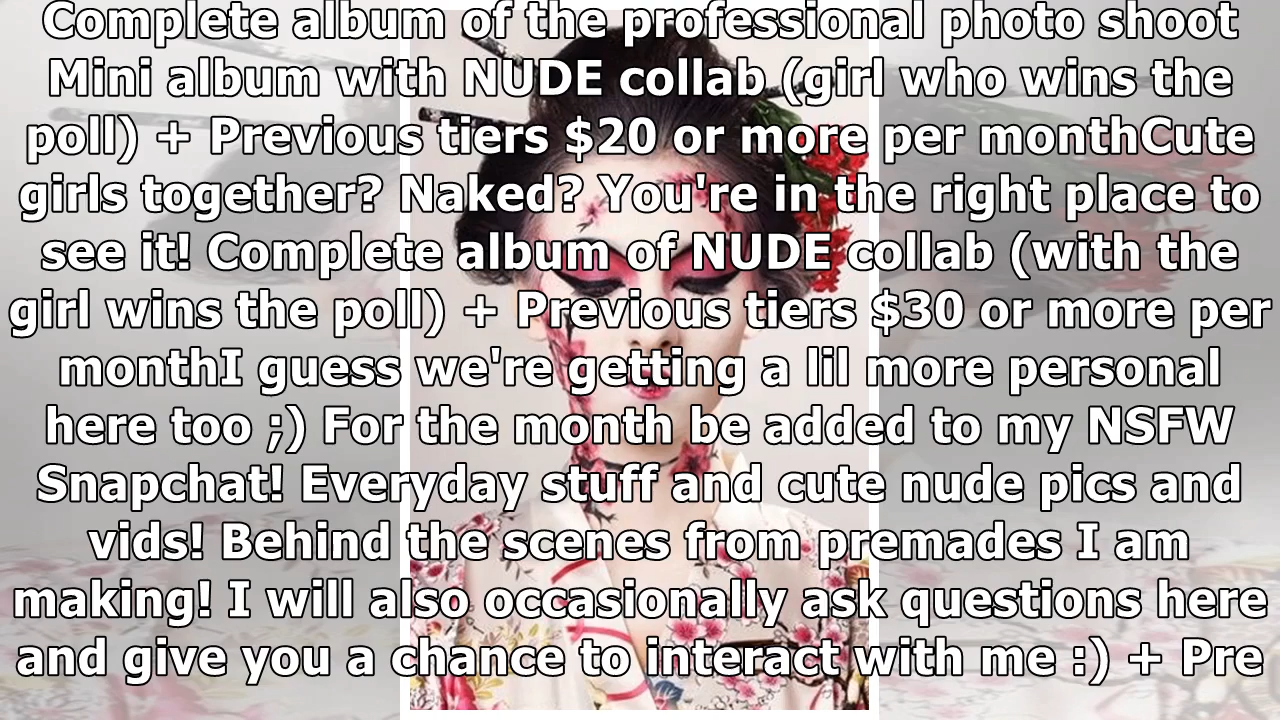 Complete album of the professional photo shoot
Mini album with NUDE collab (girl who wins the
poll) + Previous tiers $20 or more per monthCute
girls together? Naked? You're in the right place to
see it! Complete album of NUDE collab (with the
girl wins the poll) + Previous tiers $30 or more per
monthI guess we're getting a lil more personal
here too ;) For the month be added to my NSFW
Snapchat! Everyday stuff and cute nude pics and
vids! Behind the scenes from premades I am
making! I will also occasionally ask questions here
and give you a chance to interact with me :) + Pre